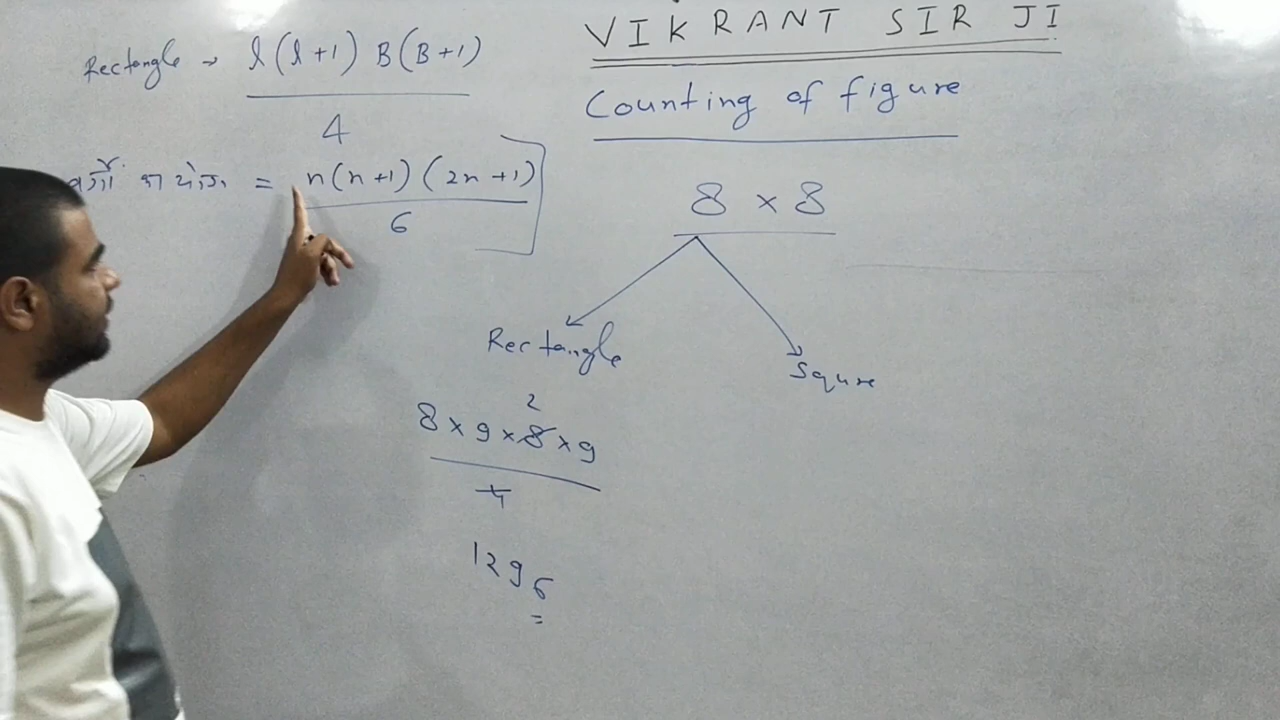 VIKRANT SIR JI
Counting of figure
Rectangle → l(l+1) B(B+1)
4
वर्गों का योग = n(n+1)(2n+1)
6
8 × 8
Rectangle
Squre
2
8 × 9 × 8 × 9
4
1296
=